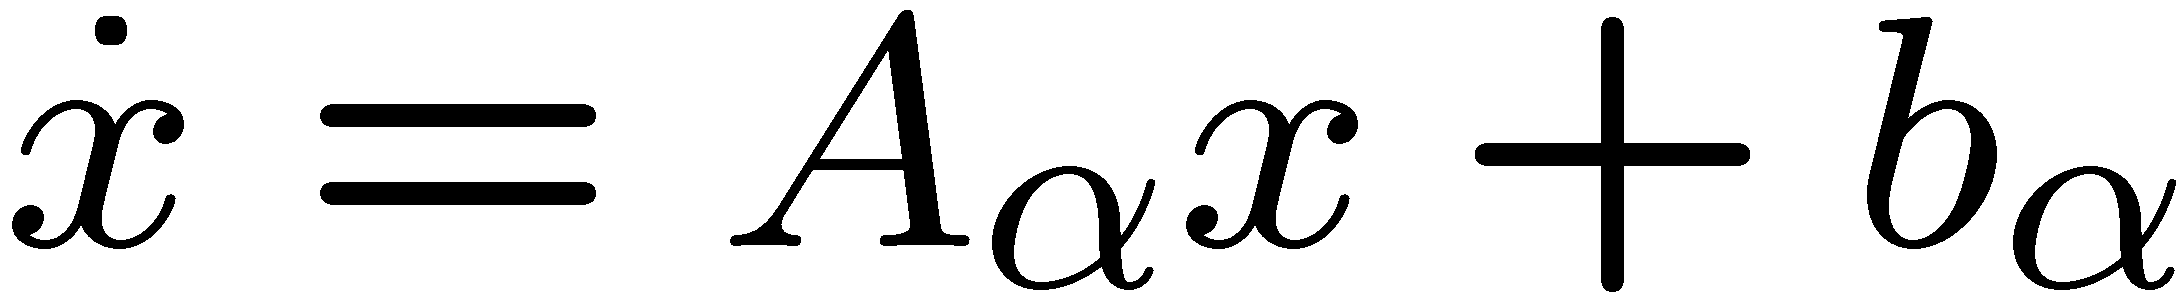 ẋ = A_α x + b_α